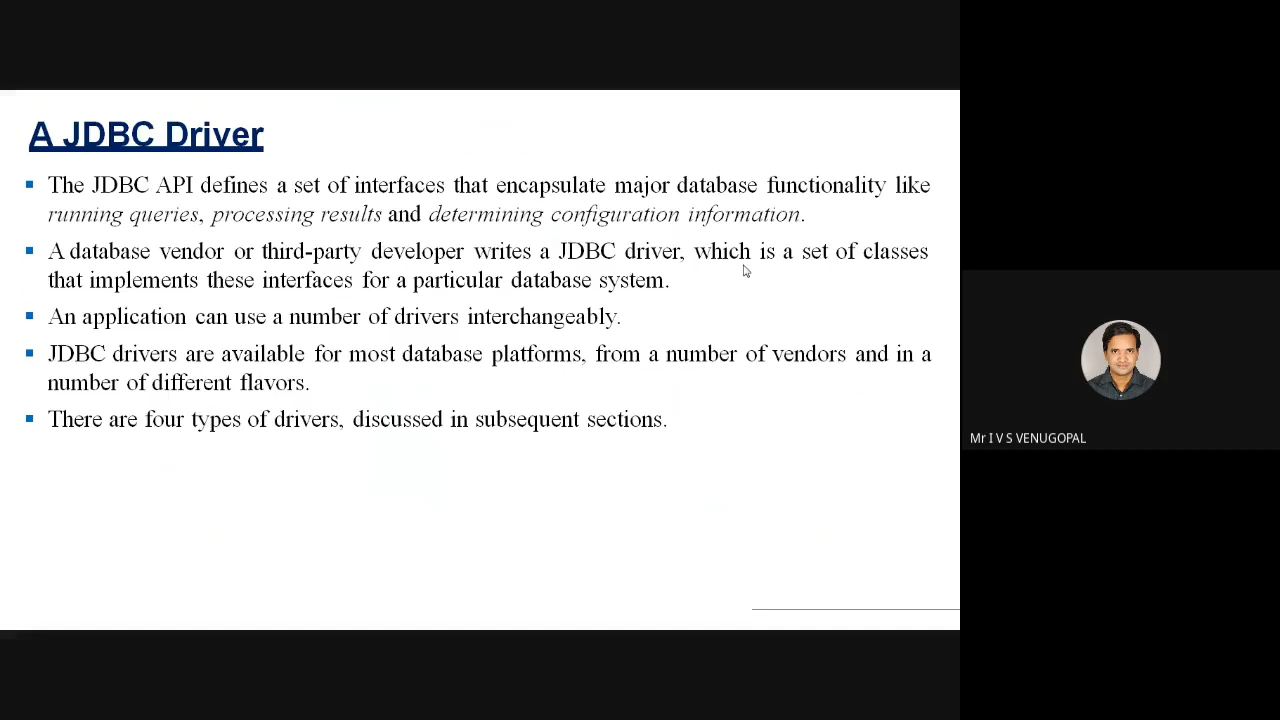 A JDBC Driver
The JDBC API defines a set of interfaces that encapsulate major database functionality like
running queries, processing results and determining configuration information.
A database vendor or third-party developer writes a JDBC driver, which is a set of classes
that implements these interfaces for a particular database system.
An application can use a number of drivers interchangeably.
JDBC drivers are available for most database platforms, from a number of vendors and in a
number of different flavors.
There are four types of drivers, discussed in subsequent sections.
Mr I V S VENUGOPAL